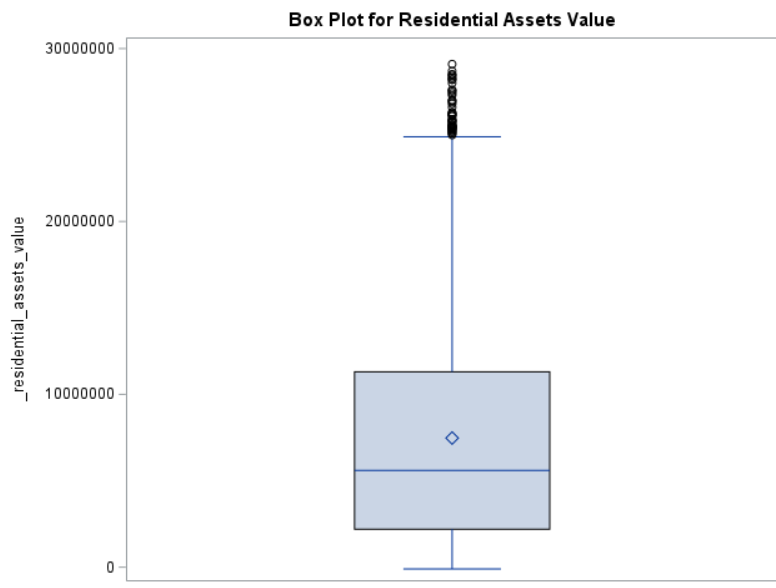 Box Plot for Residential Assets Value
30000000
20000000
10000000
0
_residential_assets_value